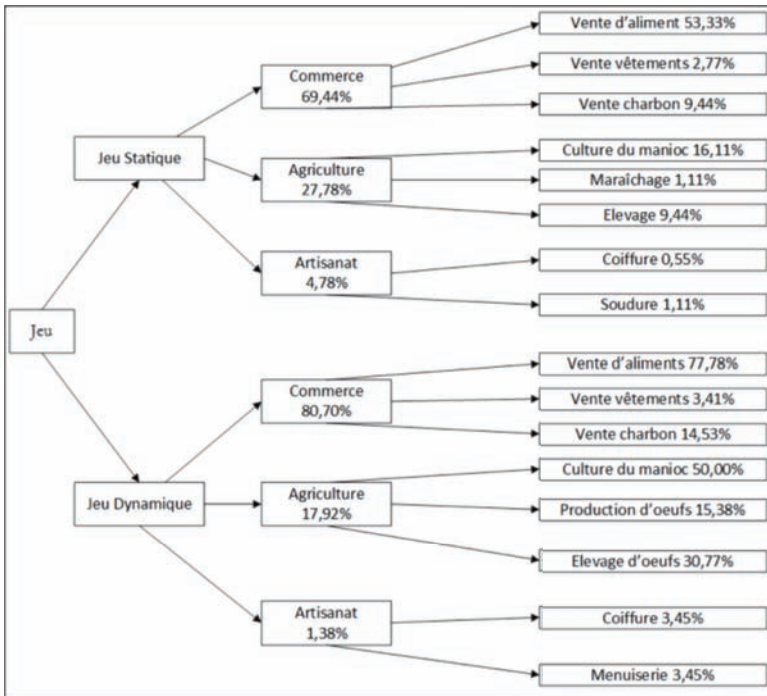 Vente d'aliment 53,33%
Commerce
69,44%
Vente vêtements 2,77%
Vente charbon 9,44%
Jeu Statique
Culture du manioc 16,11%
Agriculture
27,78%
Maraîchage 1,11%
Elevage 9,44%
Artisanat
4,78%
Coiffure 0,55%
Soudure 1,11%
Jeu
Vente d'aliments 77,78%
Commerce
80,70%
Vente vêtements 3,41%
Vente charbon 14,53%
Jeu Dynamique
Culture du manioc 50,00%
Agriculture
17,92%
Production d'oeufs 15,38%
Elevage d'oeufs 30,77%
Artisanat
1,38%
Coiffure 3,45%
Menuiserie 3,45%